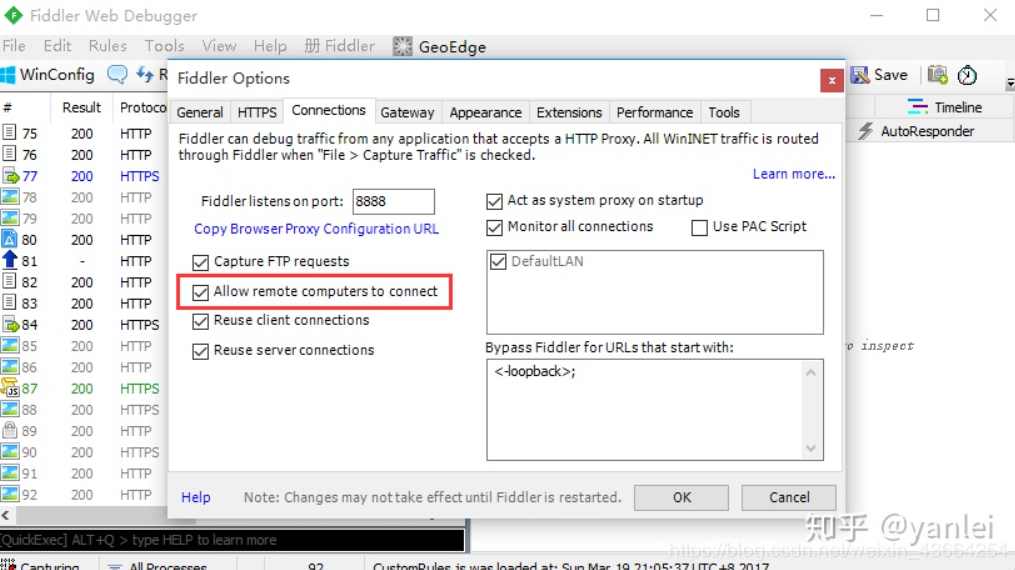 Fiddler Web Debugger
File Edit Rules Tools View Help 册 Fiddler GeoEdge
WinConfig R
Save
# Result Protoco
Timeline
AutoResponder
75 200 HTTP
76 200 HTTP
77 200 HTTPS
78 200 HTTP
79 200 HTTP
80 200 HTTP
81 - HTTP
82 200 HTTP
83 200 HTTP
84 200 HTTPS
85 200 HTTP
86 200 HTTP
87 200 HTTPS
88 200 HTTPS
89 200 HTTP
90 200 HTTPS
91 200 HTTP
92 200 HTTP
Fiddler Options
General HTTPS Connections Gateway Appearance Extensions Performance Tools
Fiddler can debug traffic from any application that accepts a HTTP Proxy. All WinINET traffic is routed
through Fiddler when "File > Capture Traffic" is checked.
Learn more...
Fiddler listens on port: 8888
Copy Browser Proxy Configuration URL
Capture FTP requests
Allow remote computers to connect
Reuse client connections
Reuse server connections
Act as system proxy on startup
Monitor all connections
Use PAC Script
DefaultLAN
Bypass Fiddler for URLs that start with:
<-loopback>;
Help
Note: Changes may not take effect until Fiddler is restarted.
OK
Cancel
o inspect
[QuickExec] ALT+Q > type HELP to learn more
Capturing All Processes 92 CustomRules.js was loaded at: Sun Mar 19 21:05:37 UTC+8 2017
知乎 @yanlei
https://blog.csdn.net/weixin_43664254